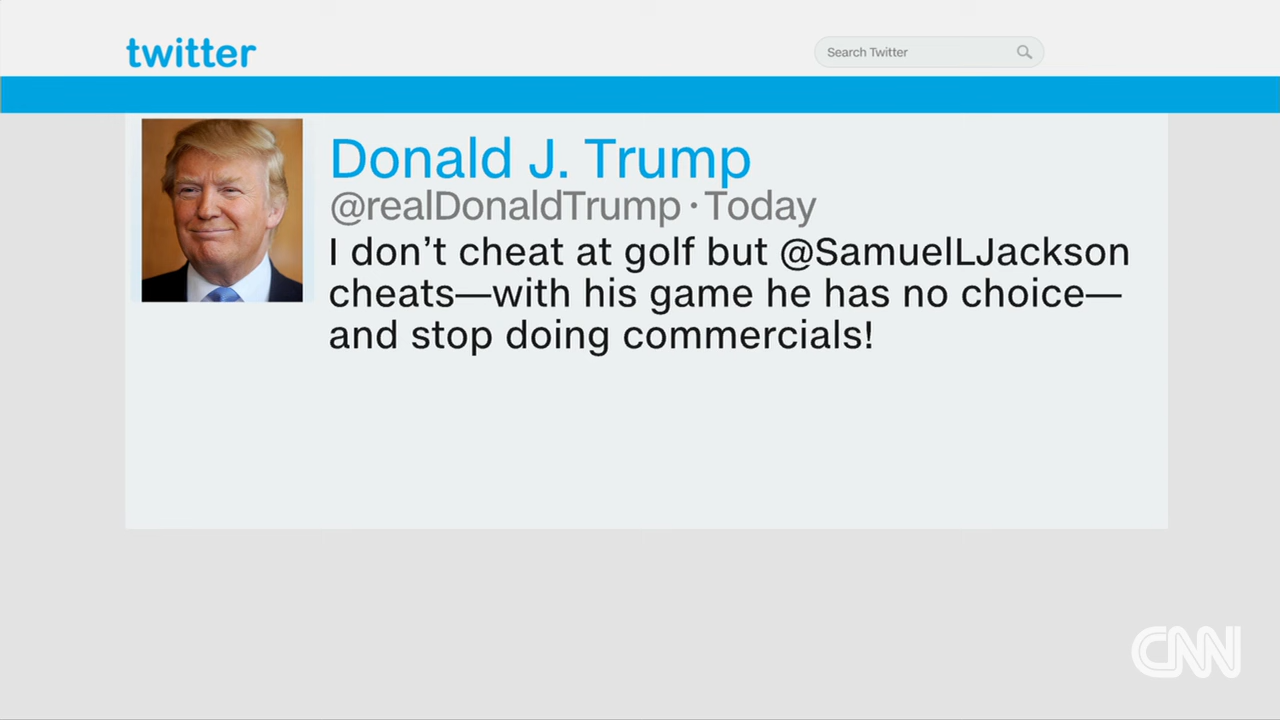 twitter
Search Twitter
Donald J. Trump
@realDonaldTrump · Today
I don’t cheat at golf but @SamuelLJackson
cheats—with his game he has no choice—
and stop doing commercials!
CNN